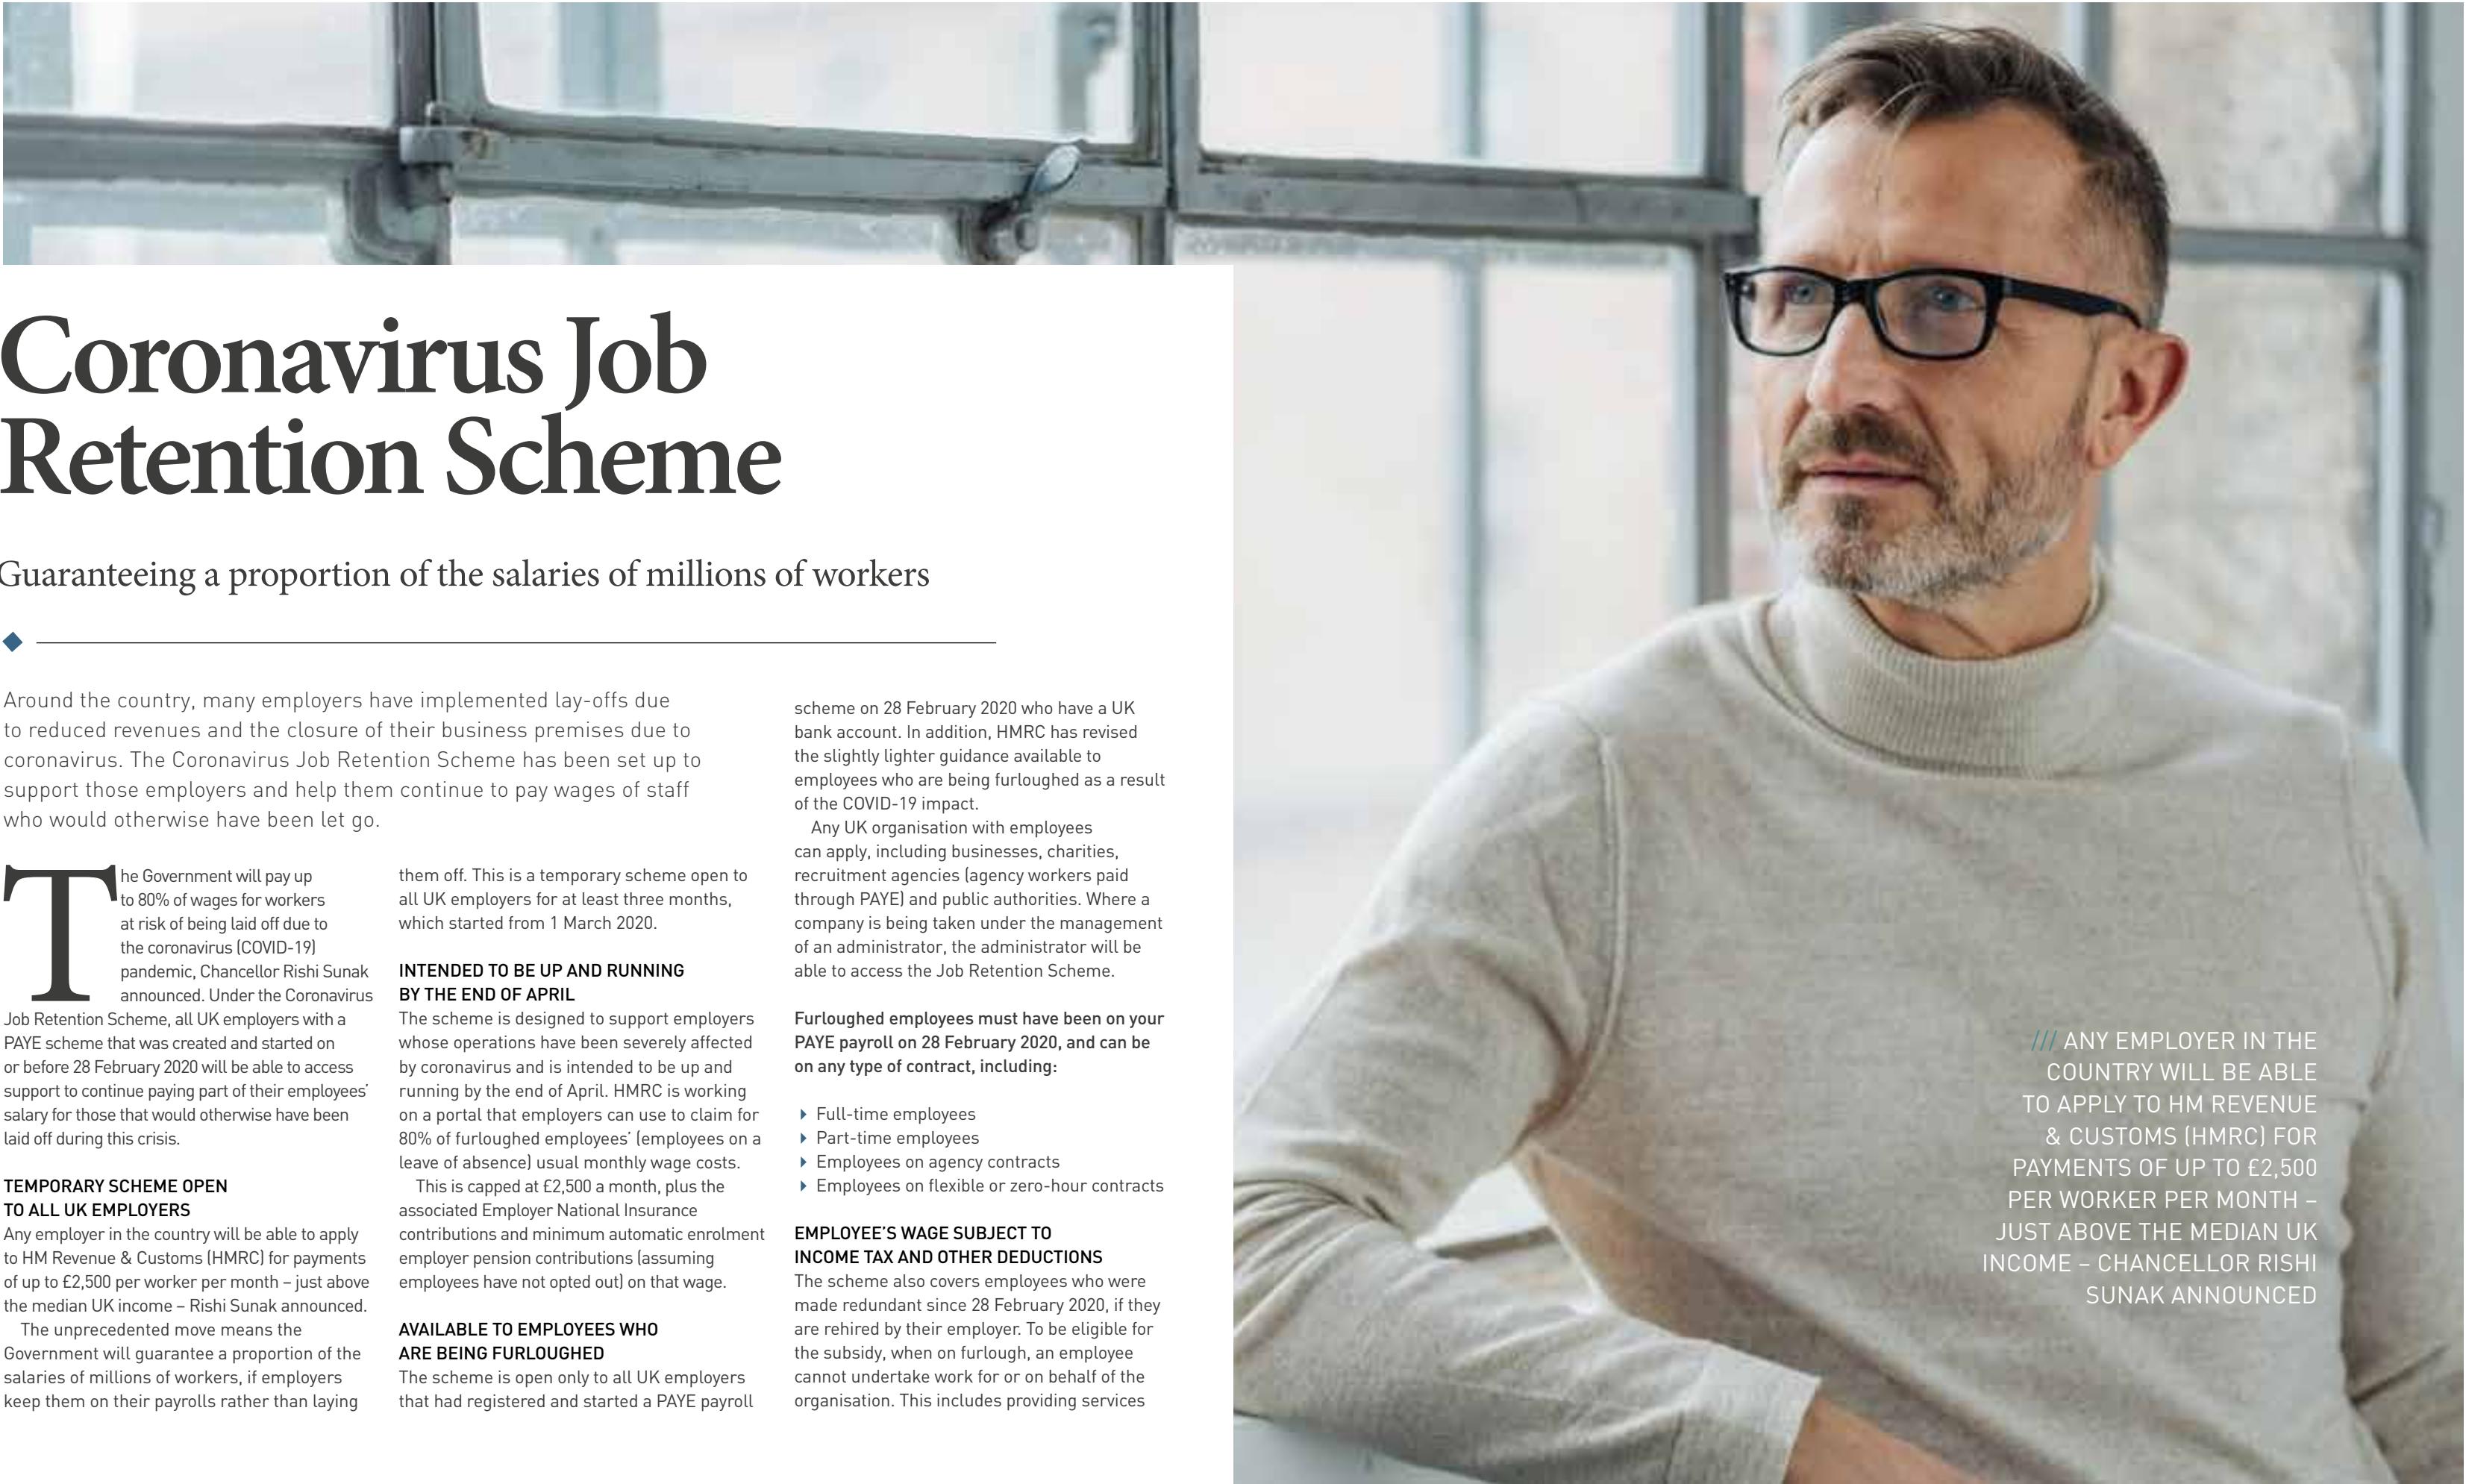 Coronavirus Job
Retention Scheme
Guaranteeing a proportion of the salaries of millions of workers
Around the country, many employers have implemented lay-offs due
to reduced revenues and the closure of their business premises due to
coronavirus. The Coronavirus Job Retention Scheme has been set up to
support those employers and help them continue to pay wages of staff
who would otherwise have been let go.
The Government will pay up
to 80% of wages for workers
at risk of being laid off due to
the coronavirus (COVID-19)
pandemic, Chancellor Rishi Sunak
announced. Under the Coronavirus
Job Retention Scheme, all UK employers with a
PAYE scheme that was created and started on
or before 28 February 2020 will be able to access
support to continue paying part of their employees'
salary for those that would otherwise have been
laid off during this crisis.
TEMPORARY SCHEME OPEN
TO ALL UK EMPLOYERS
Any employer in the country will be able to apply
to HM Revenue & Customs (HMRC) for payments
of up to £2,500 per worker per month – just above
the median UK income – Rishi Sunak announced.
The unprecedented move means the
Government will guarantee a proportion of the
salaries of millions of workers, if employers
keep them on their payrolls rather than laying
them off. This is a temporary scheme open to
all UK employers for at least three months,
which started from 1 March 2020.
INTENDED TO BE UP AND RUNNING
BY THE END OF APRIL
The scheme is designed to support employers
whose operations have been severely affected
by coronavirus and is intended to be up and
running by the end of April. HMRC is working
on a portal that employers can use to claim for
80% of furloughed employees' (employees on a
leave of absence) usual monthly wage costs.
This is capped at £2,500 a month, plus the
associated Employer National Insurance
contributions and minimum automatic enrolment
employer pension contributions (assuming
employees have not opted out) on that wage.
AVAILABLE TO EMPLOYEES WHO
ARE BEING FURLOUGHED
The scheme is open only to all UK employers
that had registered and started a PAYE payroll
scheme on 28 February 2020 who have a UK
bank account. In addition, HMRC has revised
the slightly lighter guidance available to
employees who are being furloughed as a result
of the COVID-19 impact.
Any UK organisation with employees
can apply, including businesses, charities,
recruitment agencies (agency workers paid
through PAYE) and public authorities. Where a
company is being taken under the management
of an administrator, the administrator will be
able to access the Job Retention Scheme.
Furloughed employees must have been on your
PAYE payroll on 28 February 2020, and can be
on any type of contract, including:
Full-time employees
Part-time employees
Employees on agency contracts
Employees on flexible or zero-hour contracts
EMPLOYEE'S WAGE SUBJECT TO
INCOME TAX AND OTHER DEDUCTIONS
The scheme also covers employees who were
made redundant since 28 February 2020, if they
are rehired by their employer. To be eligible for
the subsidy, when on furlough, an employee
cannot undertake work for or on behalf of the
organisation. This includes providing services
/// ANY EMPLOYER IN THE
COUNTRY WILL BE ABLE
TO APPLY TO HM REVENUE
& CUSTOMS (HMRC) FOR
PAYMENTS OF UP TO £2,500
PER WORKER PER MONTH –
JUST ABOVE THE MEDIAN UK
INCOME – CHANCELLOR RISHI
SUNAK ANNOUNCED